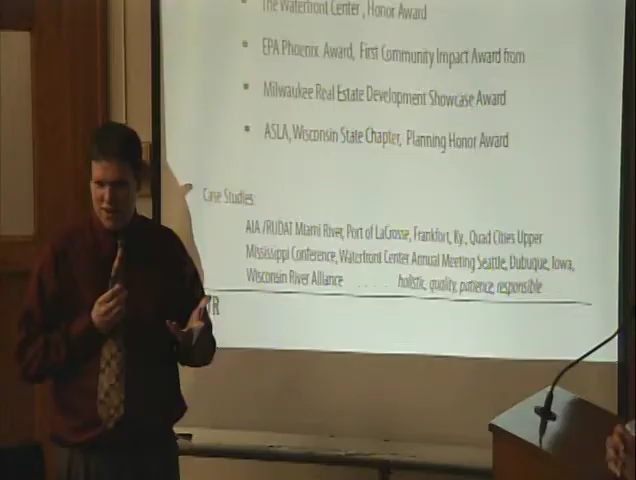 The Waterfront Center , Honor Award
▪ EPA Phoenix Award, First Community Impact Award from
▪ Milwaukee Real Estate Development Showcase Award
▪ ASLA, Wisconsin State Chapter, Planning Honor Award
Case Studies:
AIA /RUDAT Miami River, Port of LaCrosse, Frankfort, Ky., Quad Cities Upper
Mississippi Conference, Waterfront Center Annual Meeting Seattle, Dubuque, Iowa,
Wisconsin River Alliance . . . . . holistic, quality, patience, responsible